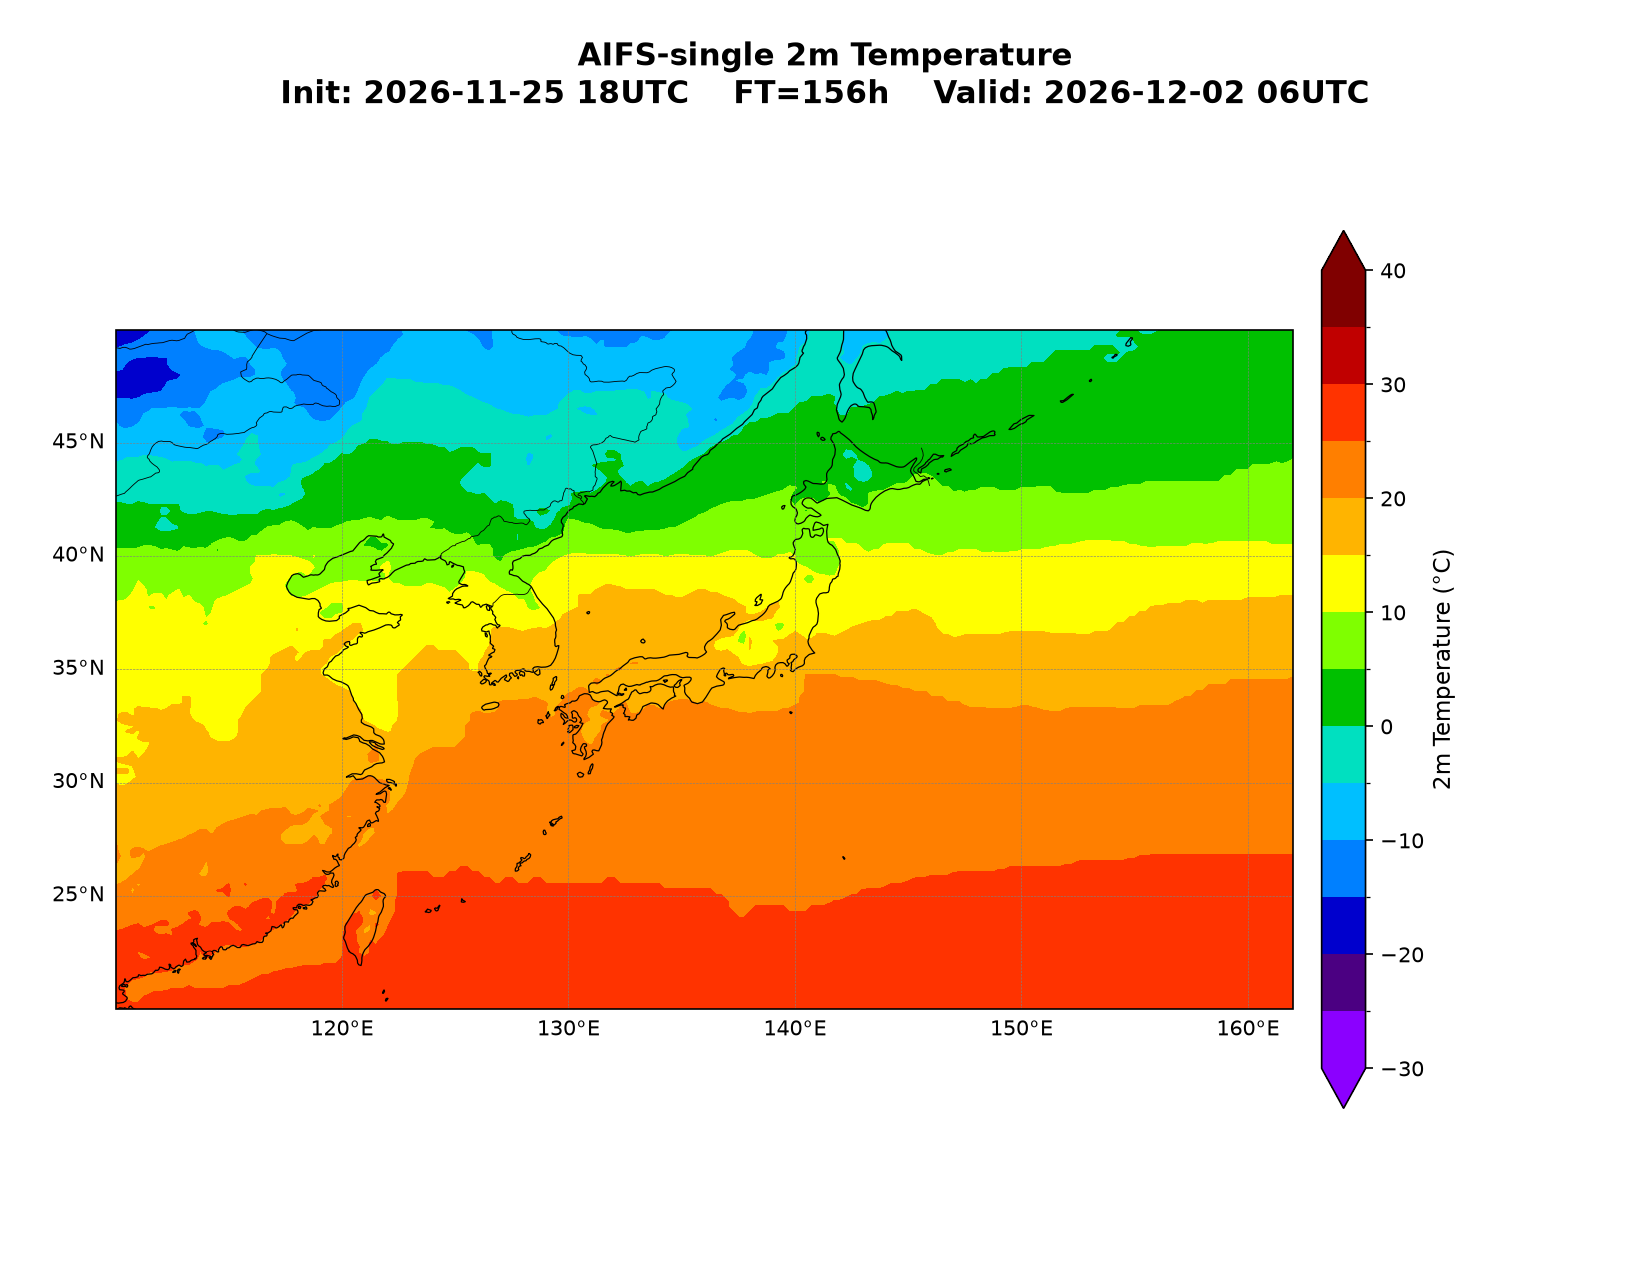 AIFS-single 2m Temperature
Init: 2026-11-25 18UTC    FT=156h    Valid: 2026-12-02 06UTC
45°N
40°N
35°N
30°N
25°N
120°E
130°E
140°E
150°E
160°E
40
30
20
10
0
−10
−20
−30
2m Temperature (°C)